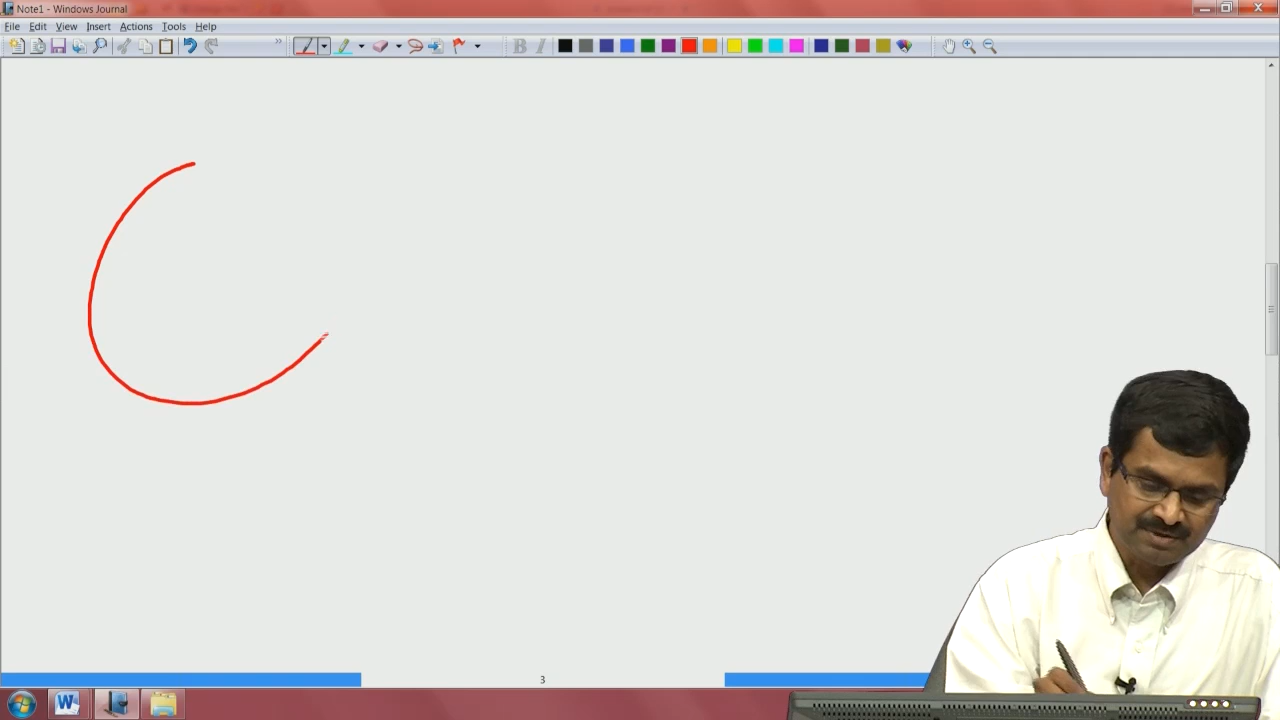 Note1 - Windows Journal
File Edit View Insert Actions Tools Help
B I
3
W